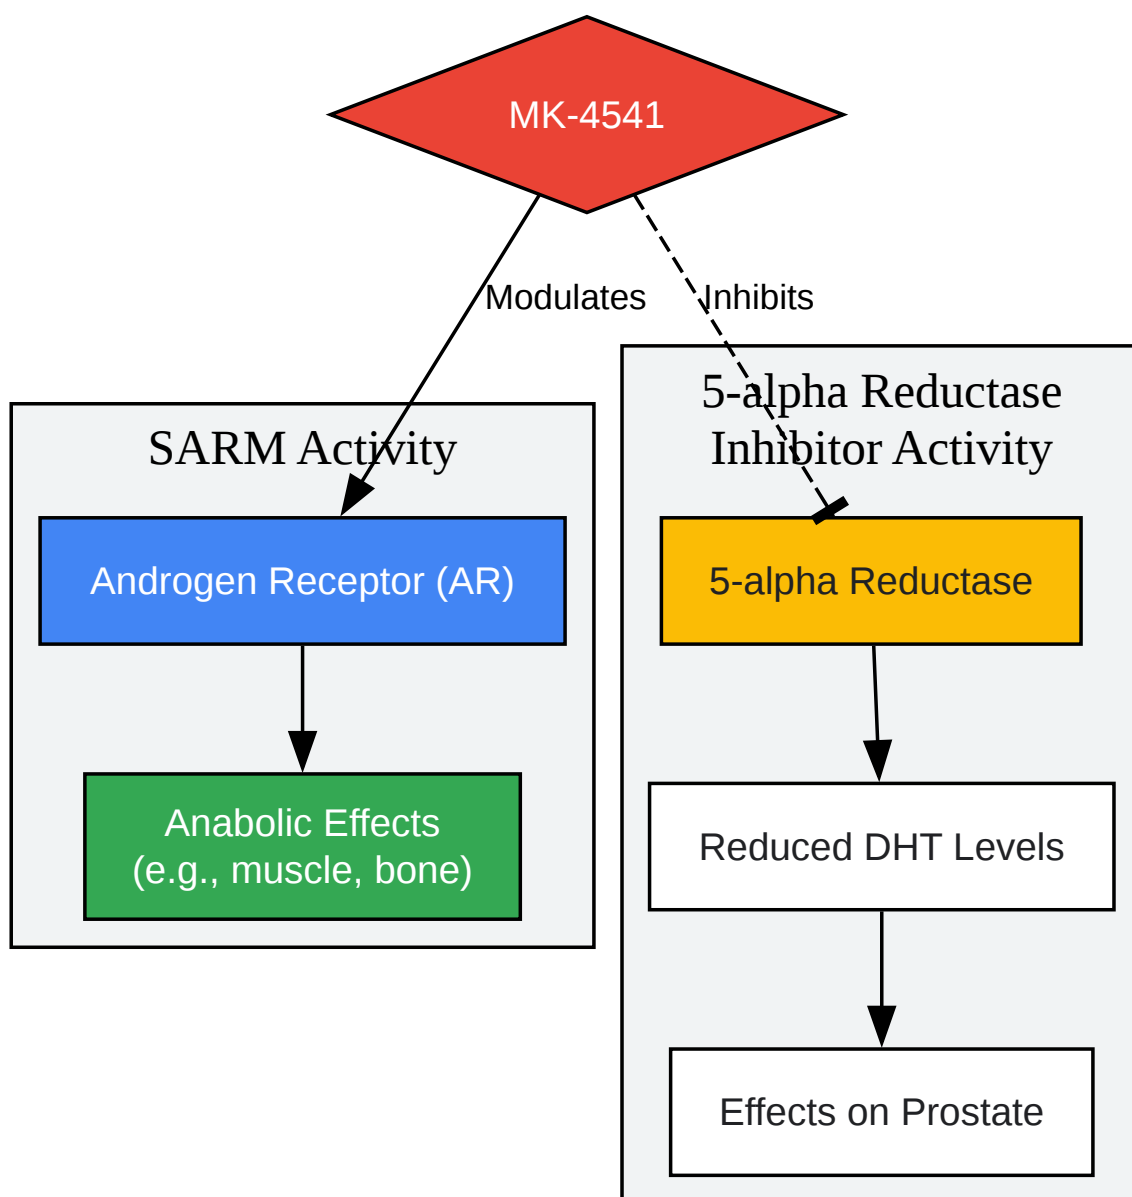 MK-4541
Modulates
Inhibits
SARM Activity
Androgen Receptor (AR)
Anabolic Effects
(e.g., muscle, bone)
5-alpha Reductase
Inhibitor Activity
5-alpha Reductase
Reduced DHT Levels
Effects on Prostate